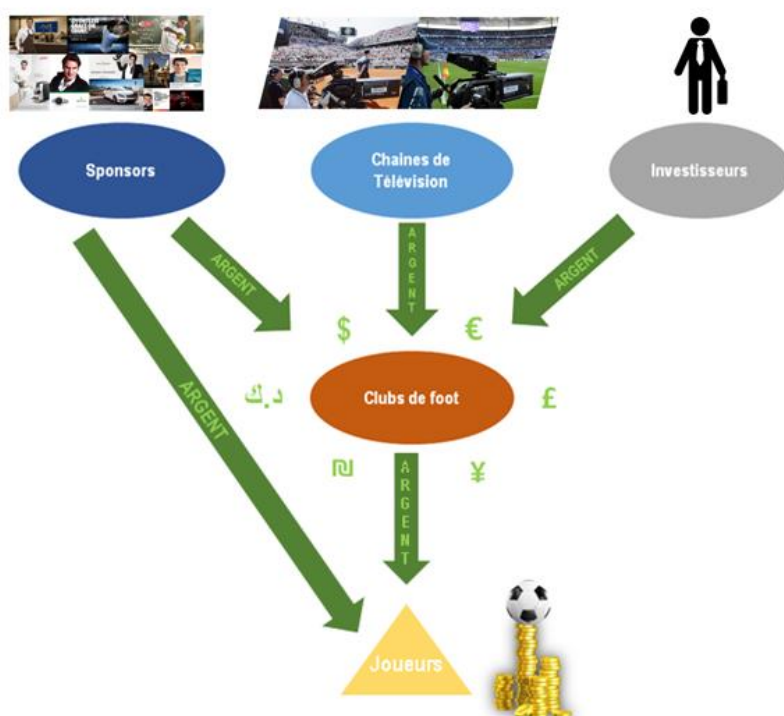 Sponsors
Chaines de
Télévision
Investisseurs
ARGENT
ARGENT
ARGENT
$
€
د.ك
Clubs de foot
£
ARGENT
₪
¥
ARGENT
Joueurs